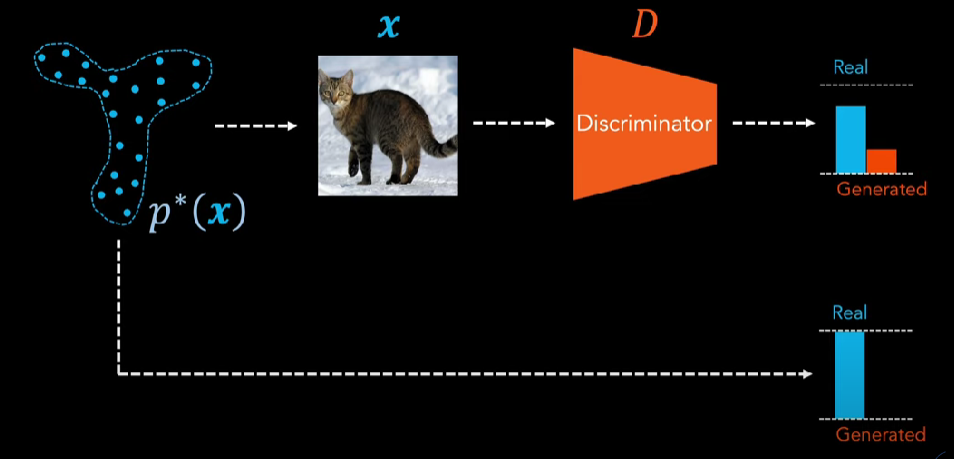 x
D
Real
Discriminator
Generated
p*(x)
Real
Generated